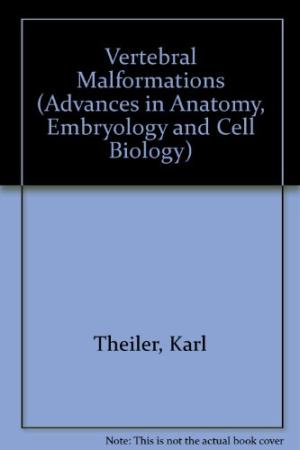 Vertebral
Malformations
(Advances in Anatomy,
Embryology and Cell
Biology)
Theiler, Karl
Note: This is not the actual book cover